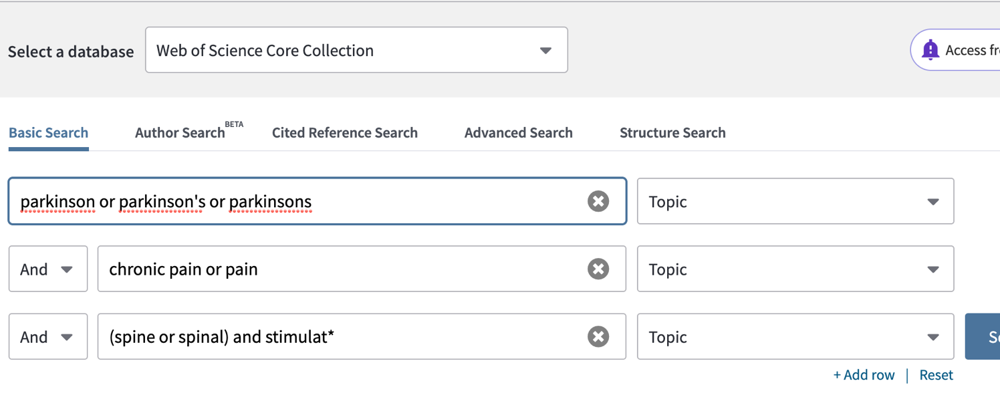 Select a database Web of Science Core Collection Access
Basic Search Author Search BETA Cited Reference Search Advanced Search Structure Search
parkinson or parkinson's or parkinsons Topic
And chronic pain or pain Topic
And (spine or spinal) and stimulat* Topic
+ Add row | Reset